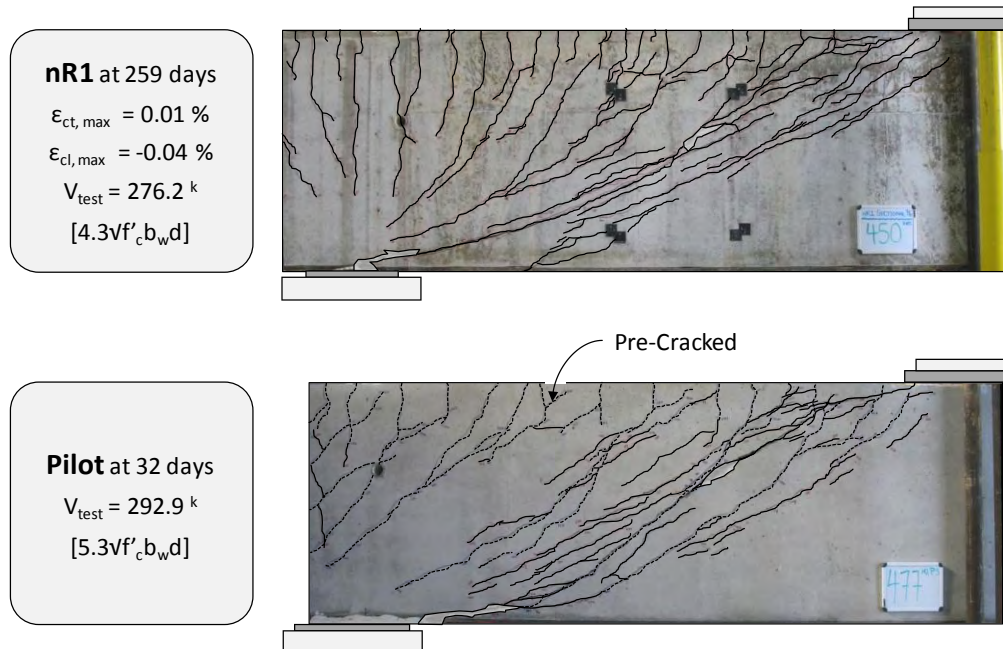 nR1 at 259 days
εct, max = 0.01 %
εcl, max = -0.04 %
Vtest = 276.2 k
[4.3√f'cbwd]
450
Pre-Cracked
Pilot at 32 days
Vtest = 292.9 k
[5.3√f'cbwd]
477